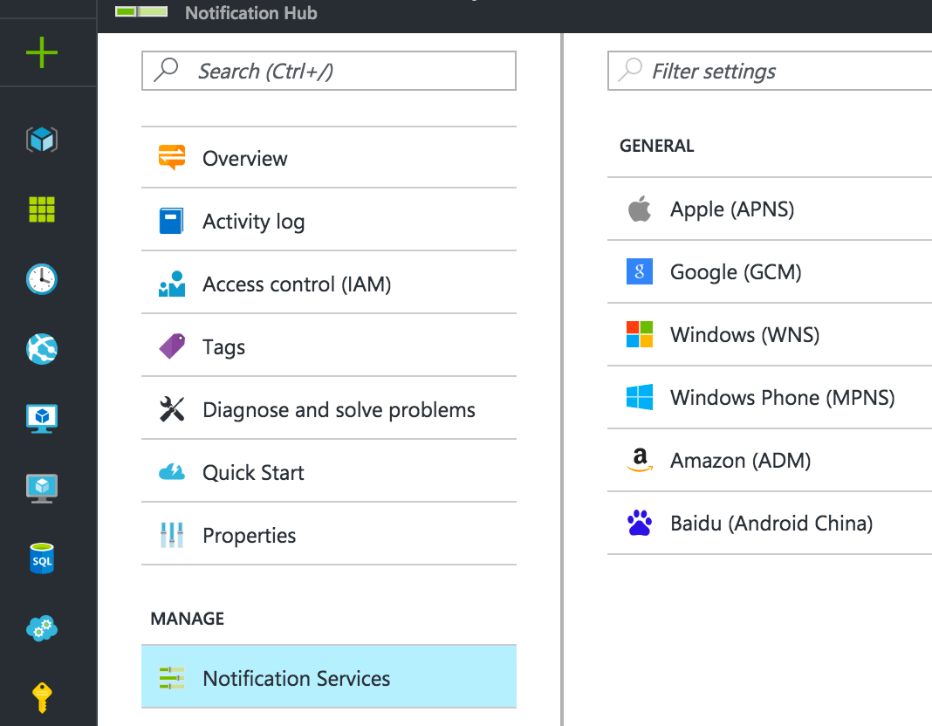 Notification Hub
Search (Ctrl+/)
Overview
Activity log
Access control (IAM)
Tags
Diagnose and solve problems
Quick Start
Properties
MANAGE
Notification Services
Filter settings
GENERAL
Apple (APNS)
Google (GCM)
Windows (WNS)
Windows Phone (MPNS)
Amazon (ADM)
Baidu (Android China)
SQL